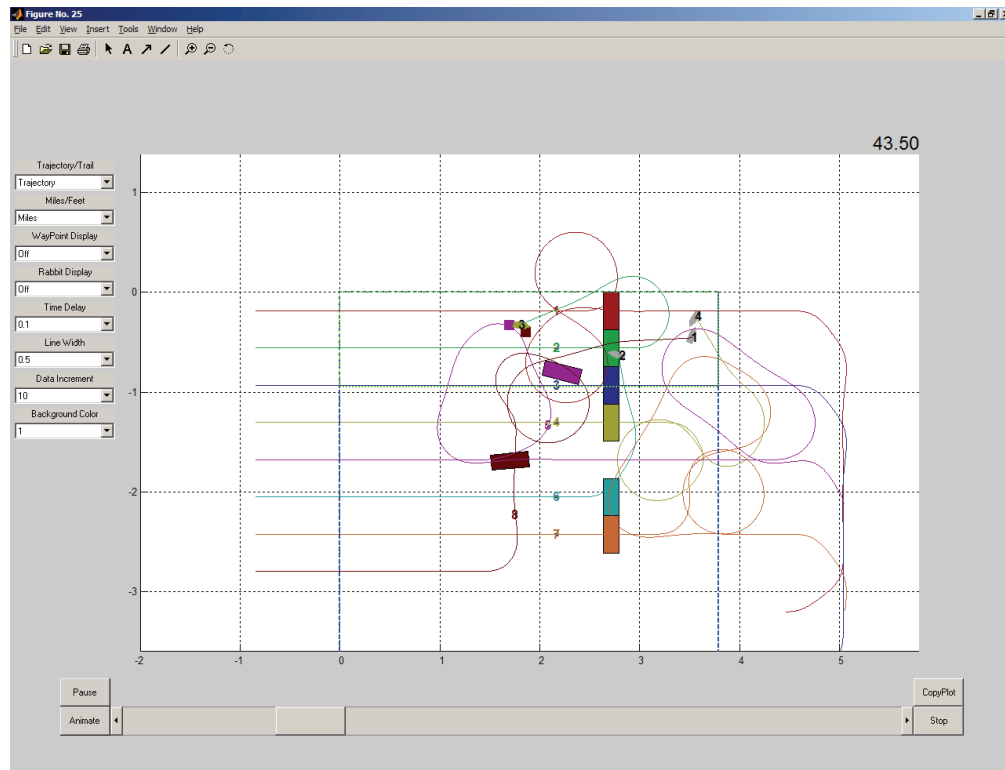 Figure No. 25
File Edit View Insert Tools Window Help
43.50
Trajectory/Trail
Trajectory
Miles/Feet
Miles
WayPoint Display
Off
Rabbit Display
Off
Time Delay
0.1
Line Width
0.5
Data Increment
10
Background Color
1
1
0
-1
-2
-3
-2 -1 0 1 2 3 4 5
1
2
3
4
5
6
7
8
3
2
4
1
Pause
Animate
CopyPlot
Stop